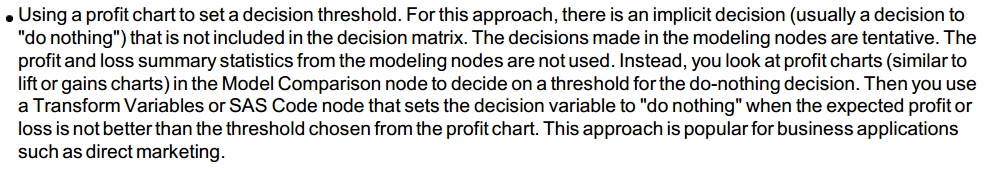 • Using a profit chart to set a decision threshold. For this approach, there is an implicit decision (usually a decision to
"do nothing") that is not included in the decision matrix. The decisions made in the modeling nodes are tentative. The
profit and loss summary statistics from the modeling nodes are not used. Instead, you look at profit charts (similar to
lift or gains charts) in the Model Comparison node to decide on a threshold for the do-nothing decision. Then you use
a Transform Variables or SAS Code node that sets the decision variable to "do nothing" when the expected profit or
loss is not better than the threshold chosen from the profit chart. This approach is popular for business applications
such as direct marketing.